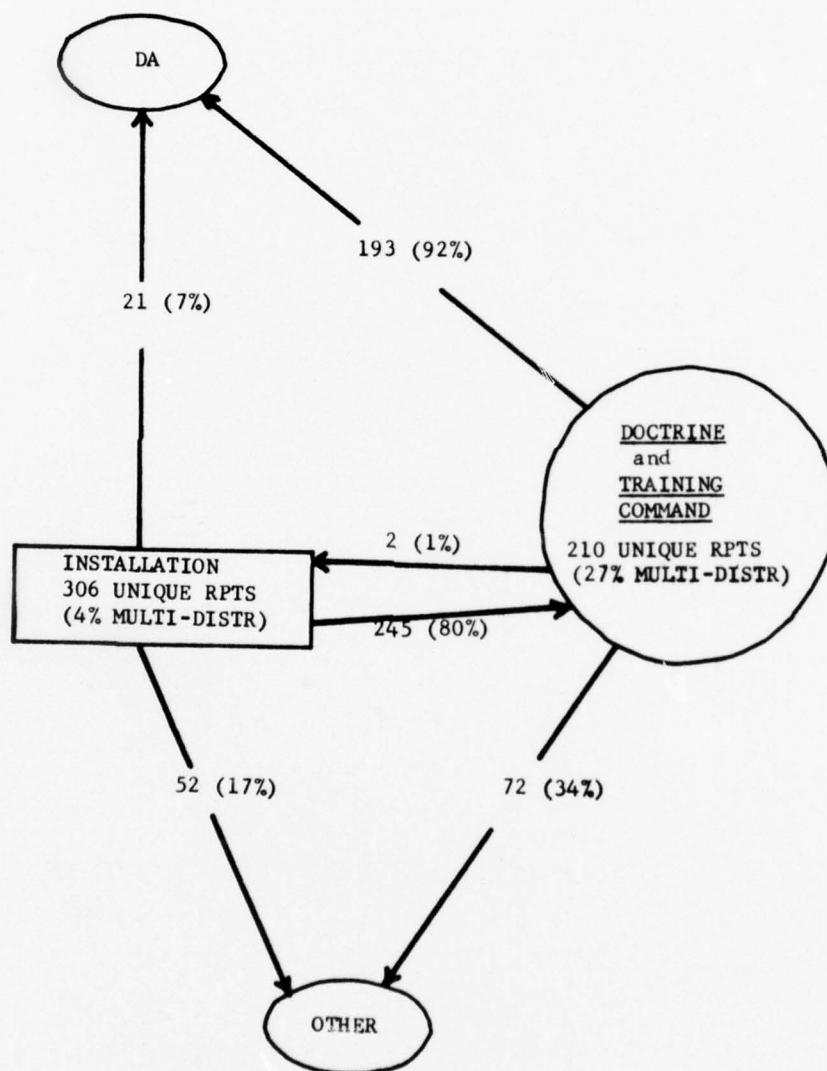 DA
193 (92%)
21 (7%)
DOCTRINE
and
TRAINING
COMMAND
210 UNIQUE RPTS
(27% MULTI-DISTR)
2 (1%)
INSTALLATION
306 UNIQUE RPTS
(4% MULTI-DISTR)
245 (80%)
52 (17%)
72 (34%)
OTHER